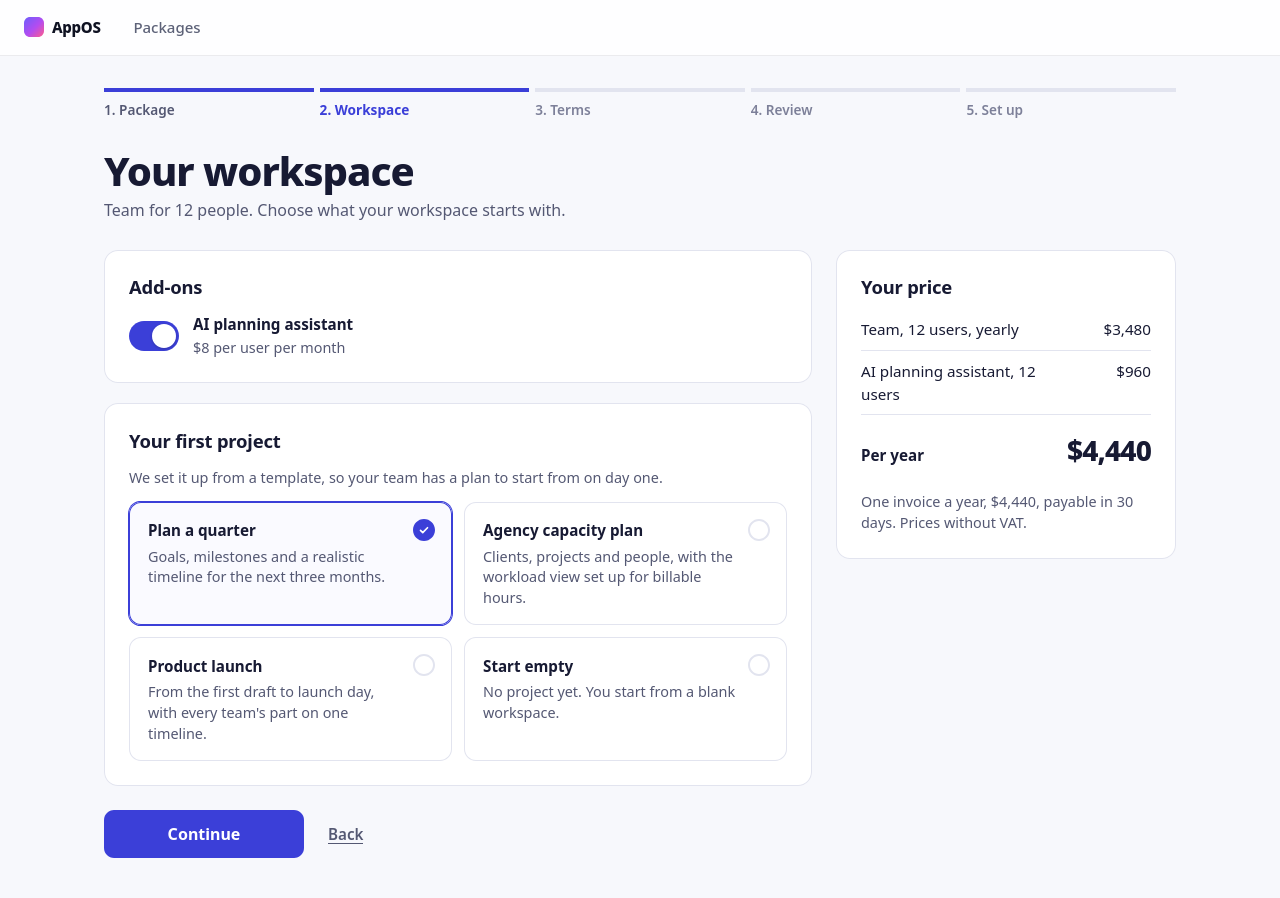 AppOS Packages
1. Package
2. Workspace
3. Terms
4. Review
5. Set up
Your workspace
Team for 12 people. Choose what your workspace starts with.
Add-ons
AI planning assistant
$8 per user per month
Your first project
We set it up from a template, so your team has a plan to start from on day one.
Plan a quarter
Goals, milestones and a realistic
timeline for the next three months.
Agency capacity plan
Clients, projects and people, with the
workload view set up for billable
hours.
Product launch
From the first draft to launch day,
with every team's part on one
timeline.
Start empty
No project yet. You start from a blank
workspace.
Your price
Team, 12 users, yearly $3,480
AI planning assistant, 12 $960
users
Per year $4,440
One invoice a year, $4,440, payable in 30
days. Prices without VAT.
Continue Back